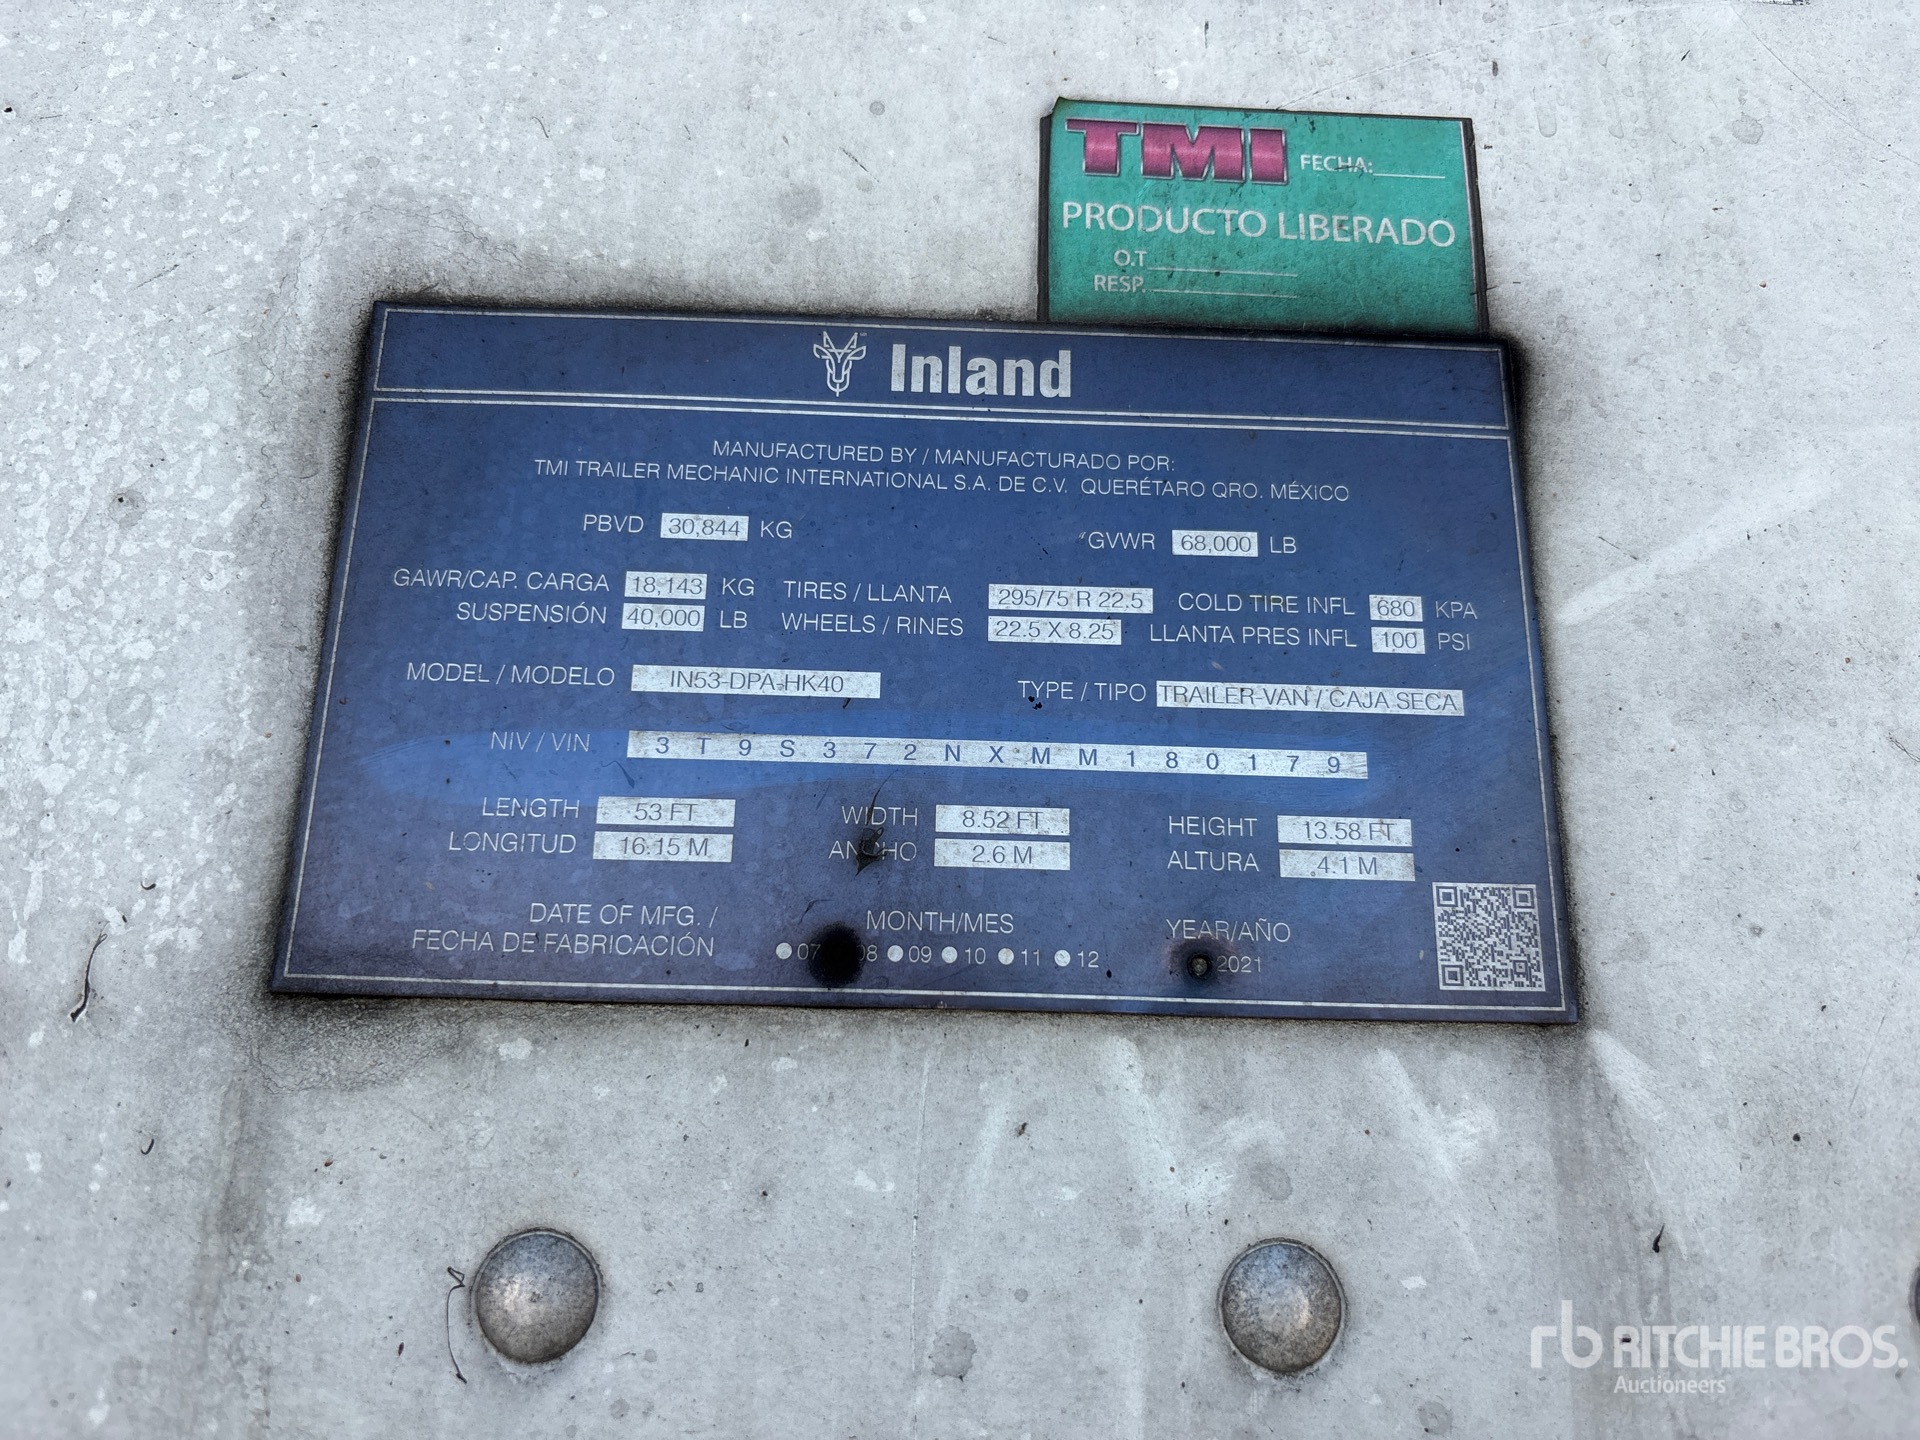 TMI FECHA:
PRODUCTO LIBERADO
O.T
RESP.
Inland
MANUFACTURED BY / MANUFACTURADO POR:
TMI TRAILER MECHANIC INTERNATIONAL S.A. DE C.V. QUERÉTARO QRO. MÉXICO
PBVD 30,844 KG GVWR 68,000 LB
GAWR/CAP. CARGA 18,143 KG TIRES / LLANTA 295/75 R 22.5 COLD TIRE INFL 680 KPA
SUSPENSIÓN 40,000 LB WHEELS / RINES 22.5 X 8.25 LLANTA PRES INFL 100 PSI
MODEL / MODELO IN53-DPA-HK40 TYPE / TIPO TRAILER-VAN / CAJA SECA
NIV / VIN 3 T 9 S 3 7 2 N X M M 1 8 0 1 7 9
LENGTH 53 FT WIDTH 8.52 FT HEIGHT 13.58 FT
LONGITUD 16.15 M ANCHO 2.6 M ALTURA 4.1 M
DATE OF MFG. / MONTH/MES YEAR/AÑO
FECHA DE FABRICACIÓN 07 08 09 10 11 12 2021
rb RITCHIE BROS.
Auctioneers